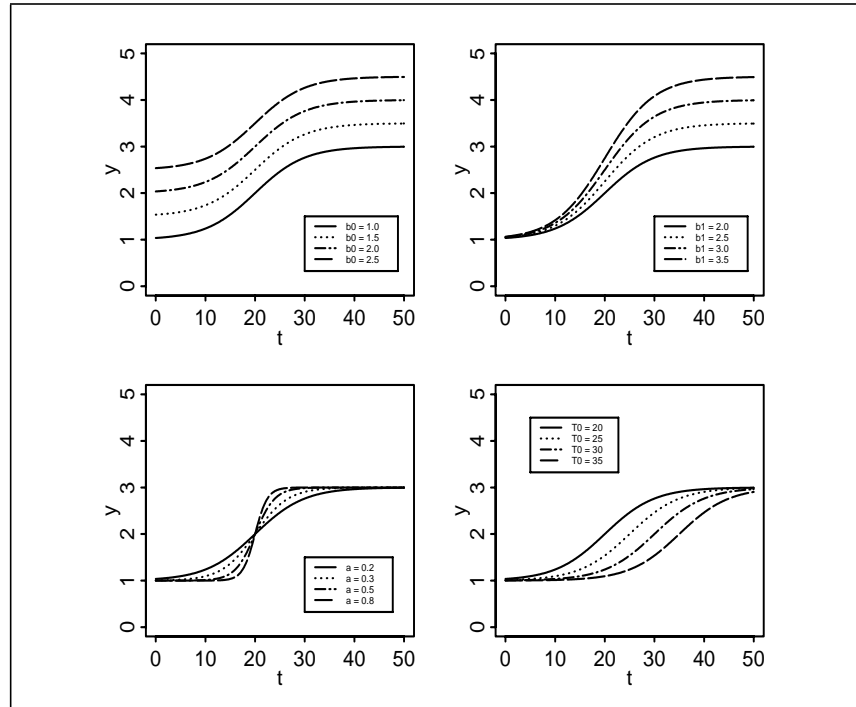 5
4
3
2
1
0
y
0 10 20 30 40 50
t
b0 = 1.0
b0 = 1.5
b0 = 2.0
b0 = 2.5
5
4
3
2
1
0
y
0 10 20 30 40 50
t
b1 = 2.0
b1 = 2.5
b1 = 3.0
b1 = 3.5
5
4
3
2
1
0
y
0 10 20 30 40 50
t
a = 0.2
a = 0.3
a = 0.5
a = 0.8
5
4
3
2
1
0
y
0 10 20 30 40 50
t
T0 = 20
T0 = 25
T0 = 30
T0 = 35